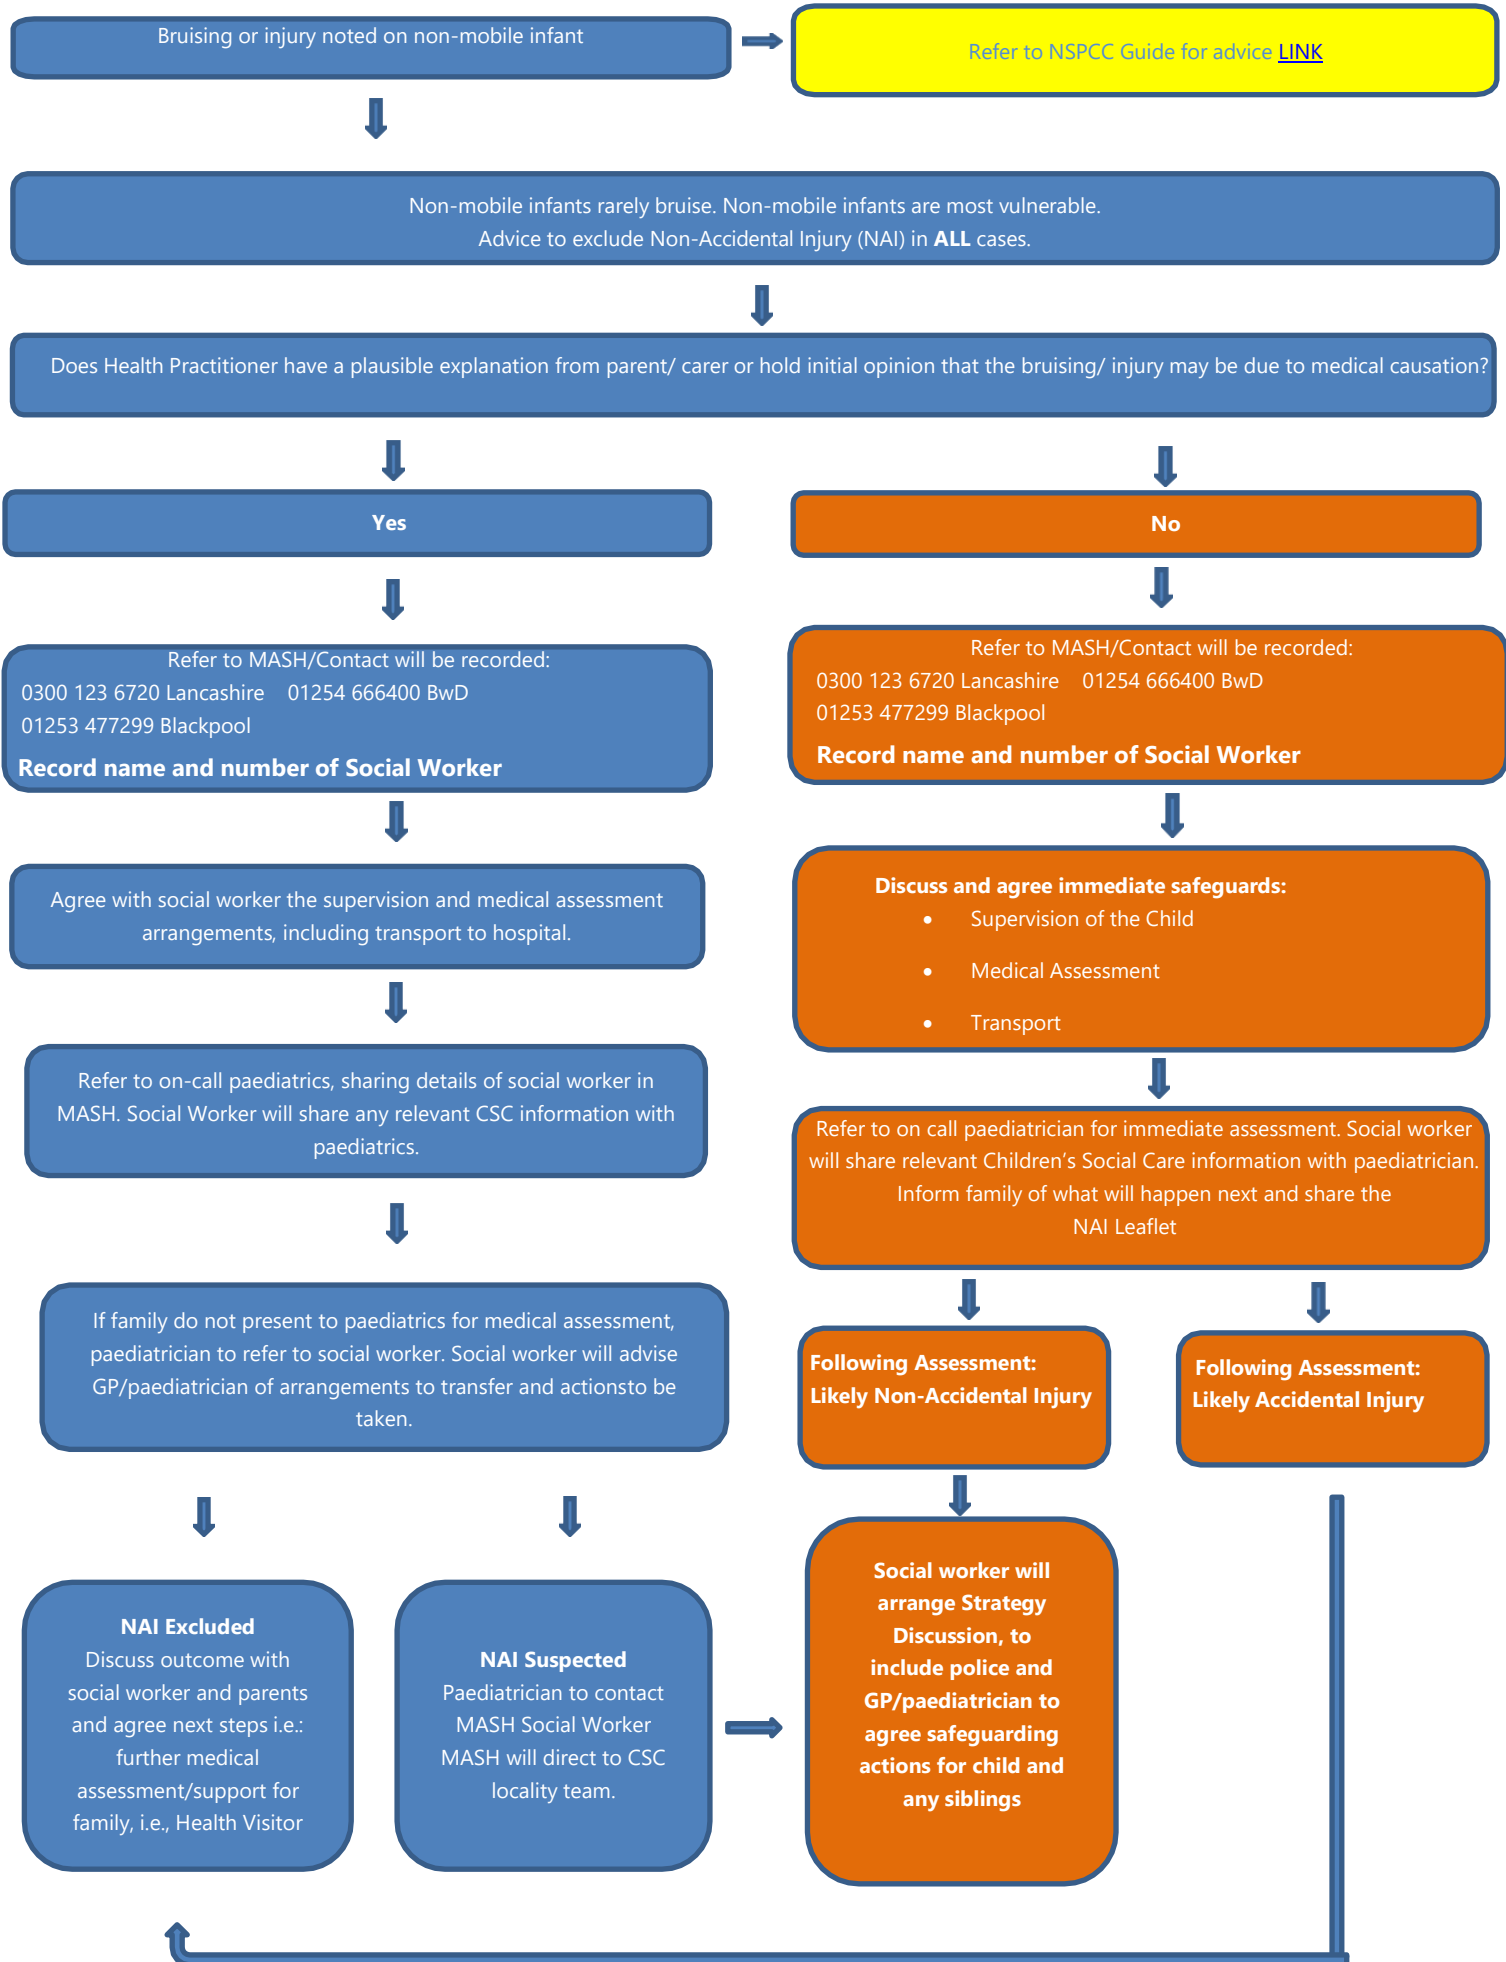 Bruising or injury noted on non-mobile infant
Refer to NSPCC Guide for advice LINK
Non-mobile infants rarely bruise. Non-mobile infants are most vulnerable.
Advice to exclude Non-Accidental Injury (NAI) in ALL cases.
Does Health Practitioner have a plausible explanation from parent/ carer or hold initial opinion that the bruising/ injury may be due to medical causation?
Yes
No
Refer to MASH/Contact will be recorded:
0300 123 6720 Lancashire 01254 666400 BwD
01253 477299 Blackpool
Record name and number of Social Worker
Refer to MASH/Contact will be recorded:
0300 123 6720 Lancashire 01254 666400 BwD
01253 477299 Blackpool
Record name and number of Social Worker
Agree with social worker the supervision and medical assessment
arrangements, including transport to hospital.
Discuss and agree immediate safeguards:
• Supervision of the Child
• Medical Assessment
• Transport
Refer to on-call paediatrics, sharing details of social worker in
MASH. Social Worker will share any relevant CSC information with
paediatrics.
Refer to on call paediatrician for immediate assessment. Social worker
will share relevant Children’s Social Care information with paediatrician.
Inform family of what will happen next and share the
NAI Leaflet
If family do not present to paediatrics for medical assessment,
paediatrician to refer to social worker. Social worker will advise
GP/paediatrician of arrangements to transfer and actionsto be
taken.
Following Assessment:
Likely Non-Accidental Injury
Following Assessment:
Likely Accidental Injury
NAI Excluded
Discuss outcome with
social worker and parents
and agree next steps i.e.:
further medical
assessment/support for
family, i.e., Health Visitor
NAI Suspected
Paediatrician to contact
MASH Social Worker
MASH will direct to CSC
locality team.
Social worker will
arrange Strategy
Discussion, to
include police and
GP/paediatrician to
agree safeguarding
actions for child and
any siblings